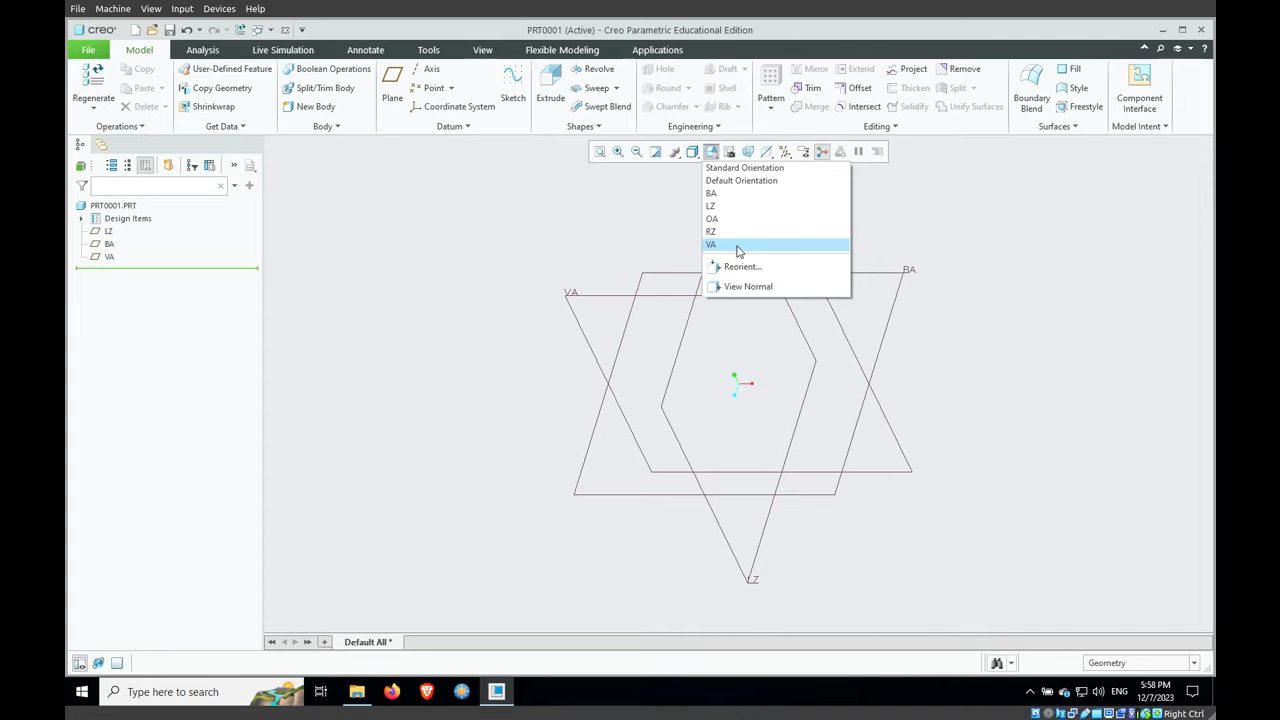 File Machine View Input Devices Help
creo PRT0001 (Active) - Creo Parametric Educational Edition
File Model Analysis Live Simulation Annotate Tools View Flexible Modeling Applications
Regenerate
Copy
Paste
Delete
Operations
User-Defined Feature
Copy Geometry
Shrinkwrap
Get Data
Boolean Operations
Split/Trim Body
New Body
Body
Plane
Axis
Point
Coordinate System
Sketch
Datum
Extrude
Revolve
Sweep
Swept Blend
Shapes
Hole
Round
Chamfer
Draft
Shell
Rib
Engineering
Pattern
Mirror
Trim
Merge
Extend
Offset
Intersect
Project
Thicken
Solidify
Remove
Split
Unify Surfaces
Editing
Boundary
Blend
Fill
Style
Freestyle
Surfaces
Component
Interface
Model Intent
PRT0001.PRT
Design Items
LZ
BA
VA
Standard Orientation
Default Orientation
BA
LZ
OA
RZ
VA
Reorient...
View Normal
BA
VA
LZ
Default All *
Geometry
Type here to search
ENG
5:58 PM
12/7/2023
Right Ctrl